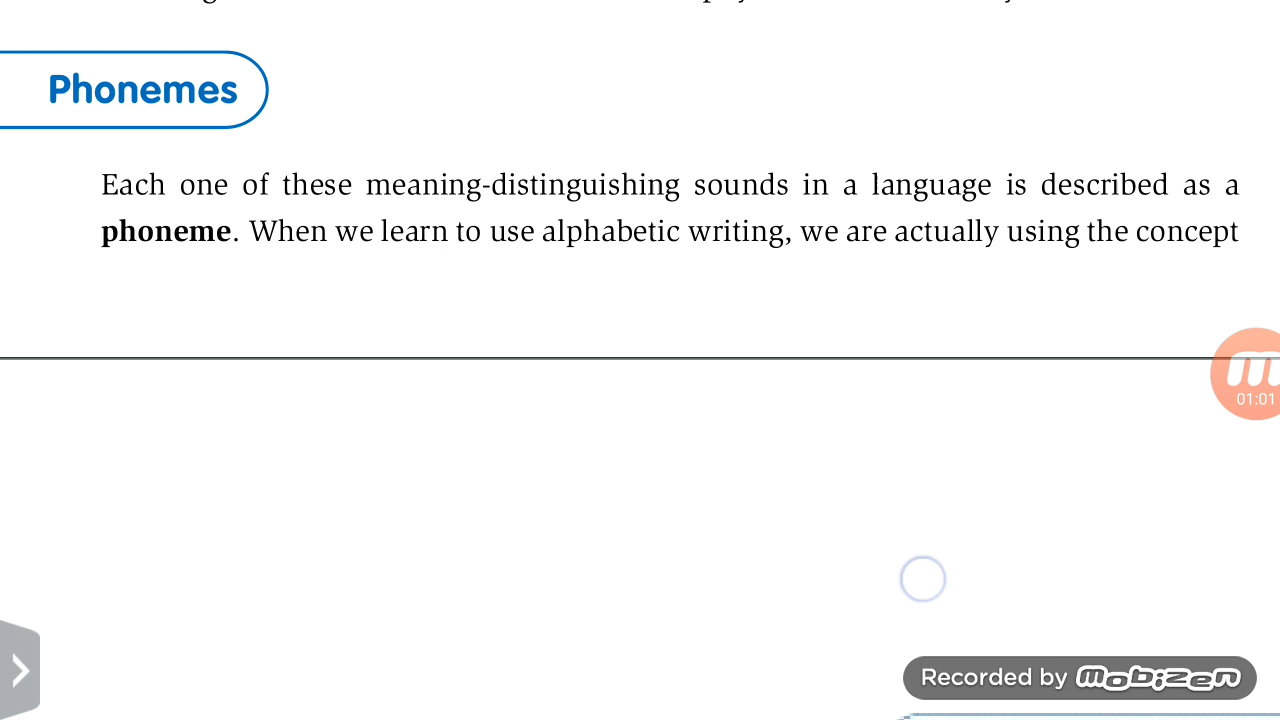 Phonemes
Each one of these meaning-distinguishing sounds in a language is described as a
phoneme. When we learn to use alphabetic writing, we are actually using the concept
01:01
Recorded by mobizen